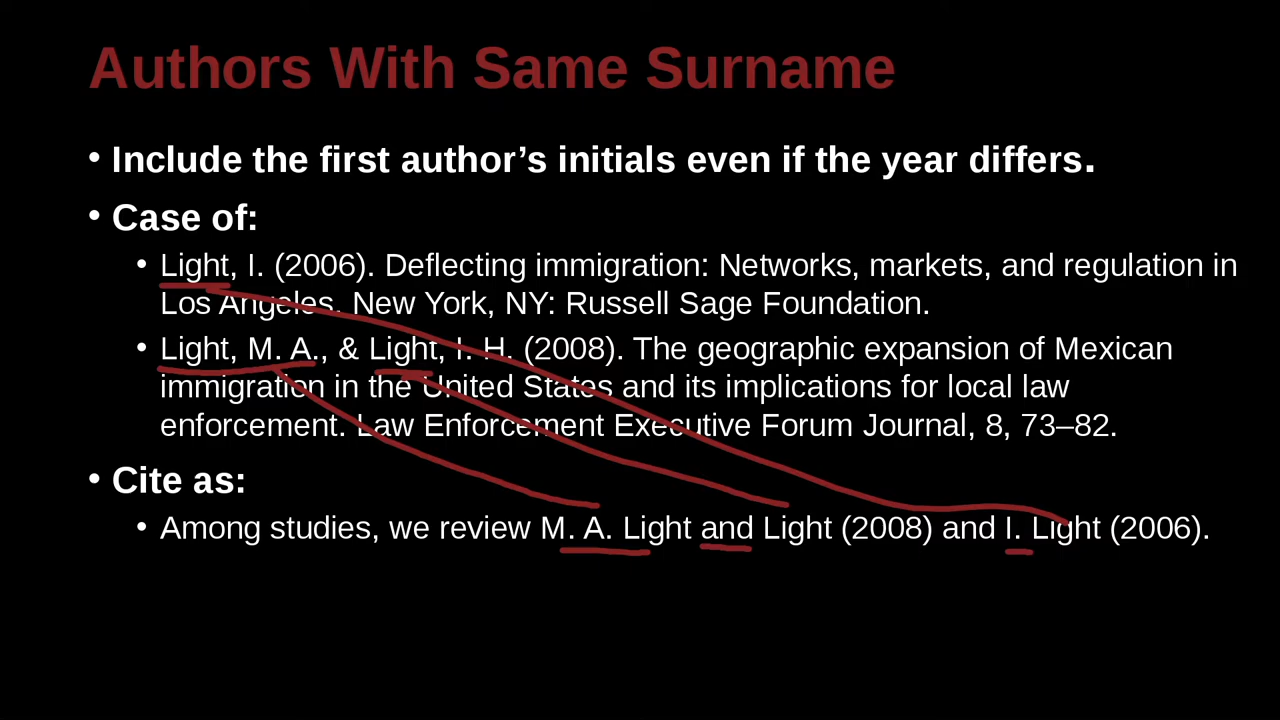 Authors With Same Surname
• Include the first author’s initials even if the year differs.
• Case of:
• Light, I. (2006). Deflecting immigration: Networks, markets, and regulation in
Los Angeles. New York, NY: Russell Sage Foundation.
• Light, M. A., & Light, I. H. (2008). The geographic expansion of Mexican
immigration in the United States and its implications for local law
enforcement. Law Enforcement Executive Forum Journal, 8, 73–82.
• Cite as:
• Among studies, we review M. A. Light and Light (2008) and I. Light (2006).